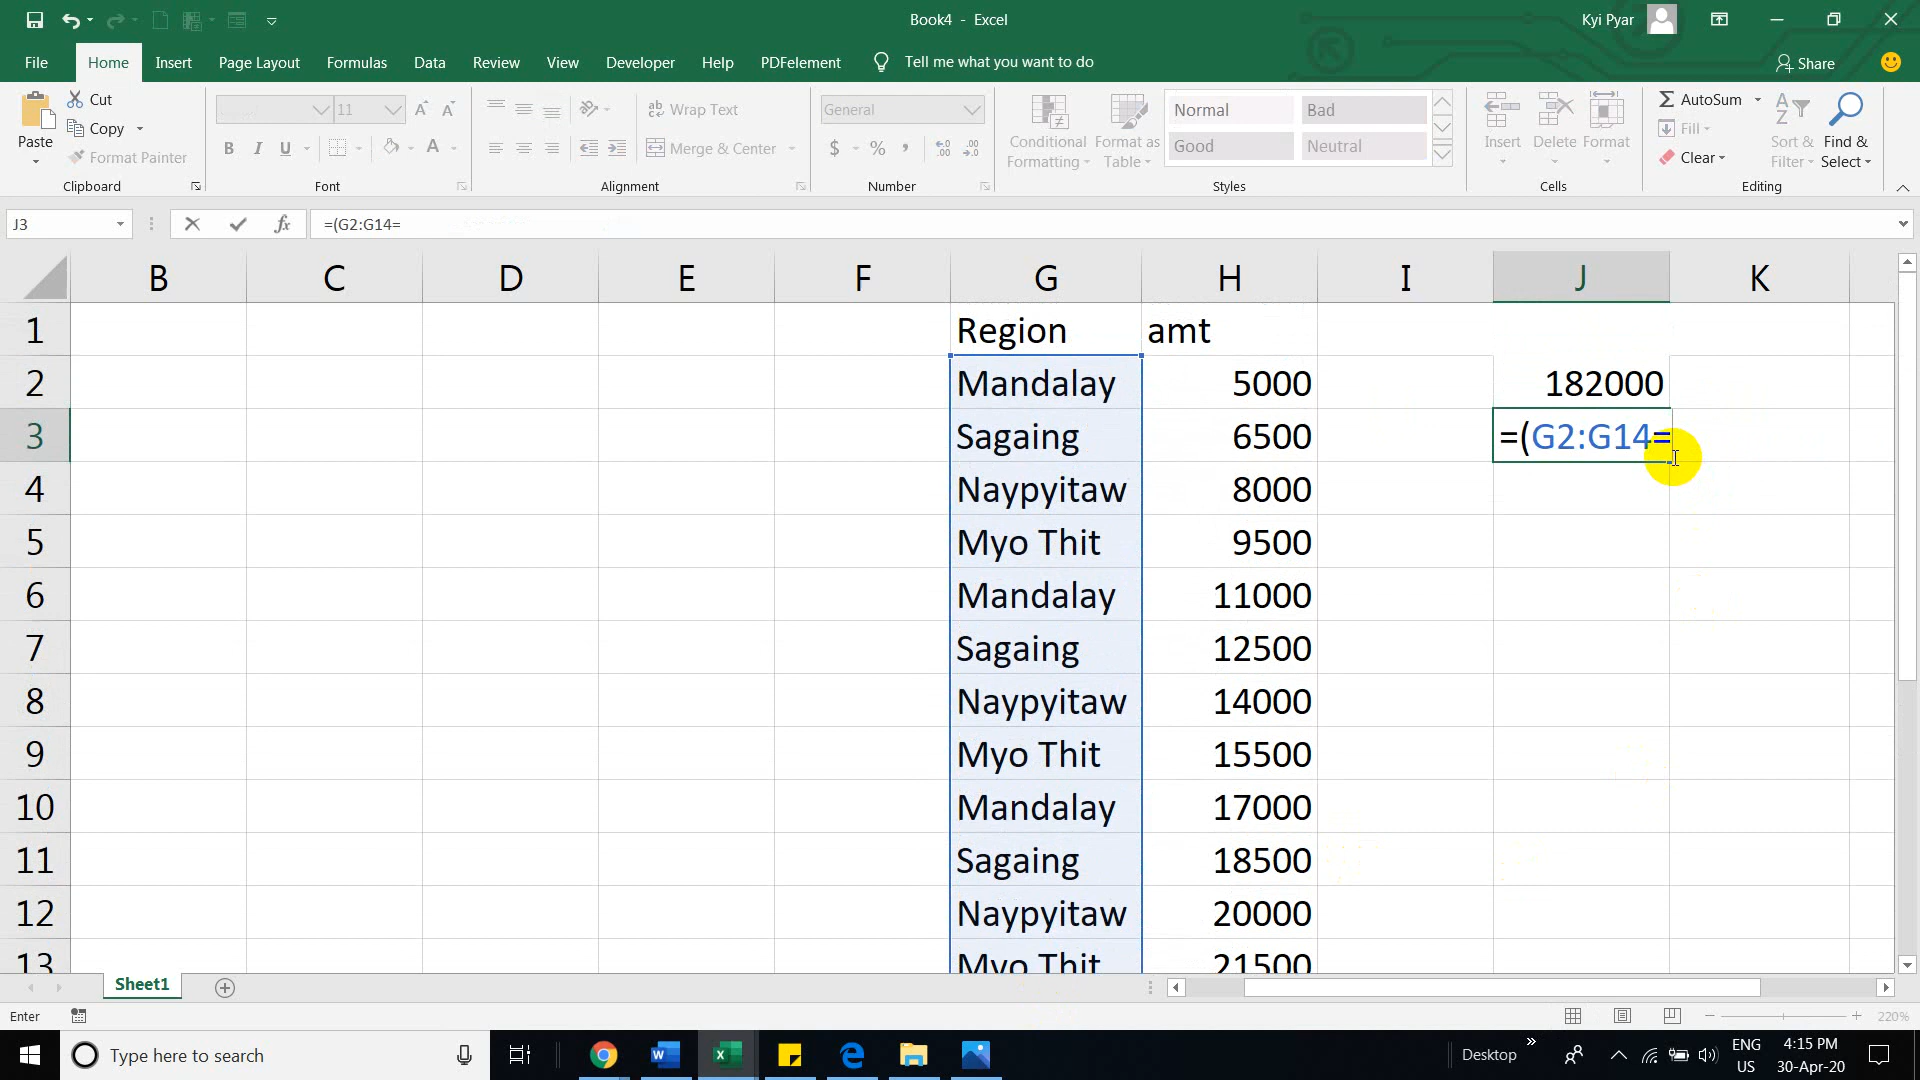 Book4 - Excel
Kyi Pyar
File Home Insert Page Layout Formulas Data Review View Developer Help PDFelement Tell me what you want to do
Share
Paste
Cut
Copy
Format Painter
Clipboard
11
B I U A
Font
ab Wrap Text
Merge & Center
Alignment
General
$ % ,
Number
Conditional Formatting
Format as Table
Normal Bad
Good Neutral
Styles
Insert Delete Format
Cells
AutoSum
Fill
Clear
Sort & Filter
Find & Select
Editing
J3
fx
=(G2:G14=
B C D E F G H I J K
1 Region amt
2 Mandalay 5000 182000
3 Sagaing 6500 =(G2:G14=
4 Naypyitaw 8000
5 Myo Thit 9500
6 Mandalay 11000
7 Sagaing 12500
8 Naypyitaw 14000
9 Myo Thit 15500
10 Mandalay 17000
11 Sagaing 18500
12 Naypyitaw 20000
13 Myo Thit 21500
Sheet1
Enter
220%
Type here to search
Desktop
ENG
US
4:15 PM
30-Apr-20